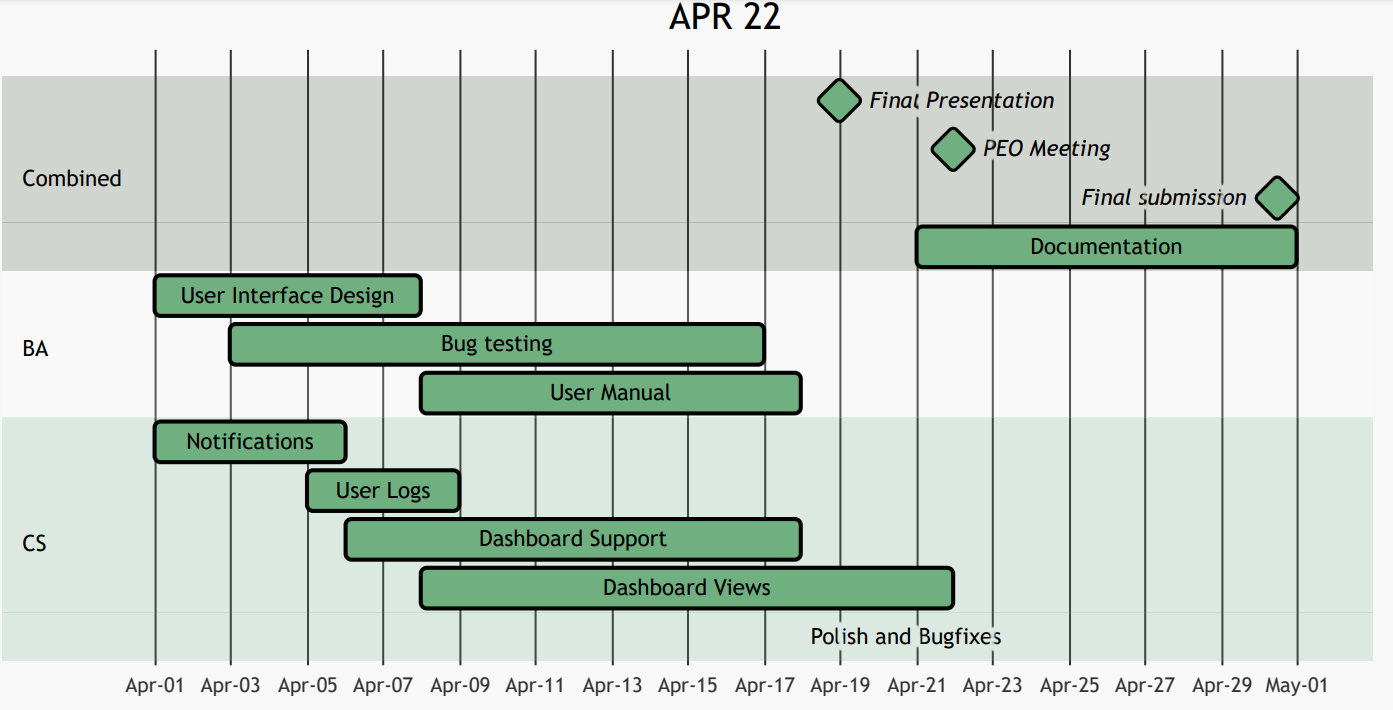 APR 22
Final Presentation
PEO Meeting
Combined
Final submission
Documentation
User Interface Design
BA
Bug testing
User Manual
Notifications
User Logs
CS
Dashboard Support
Dashboard Views
Polish and Bugfixes
Apr-01 Apr-03 Apr-05 Apr-07 Apr-09 Apr-11 Apr-13 Apr-15 Apr-17 Apr-19 Apr-21 Apr-23 Apr-25 Apr-27 Apr-29 May-01